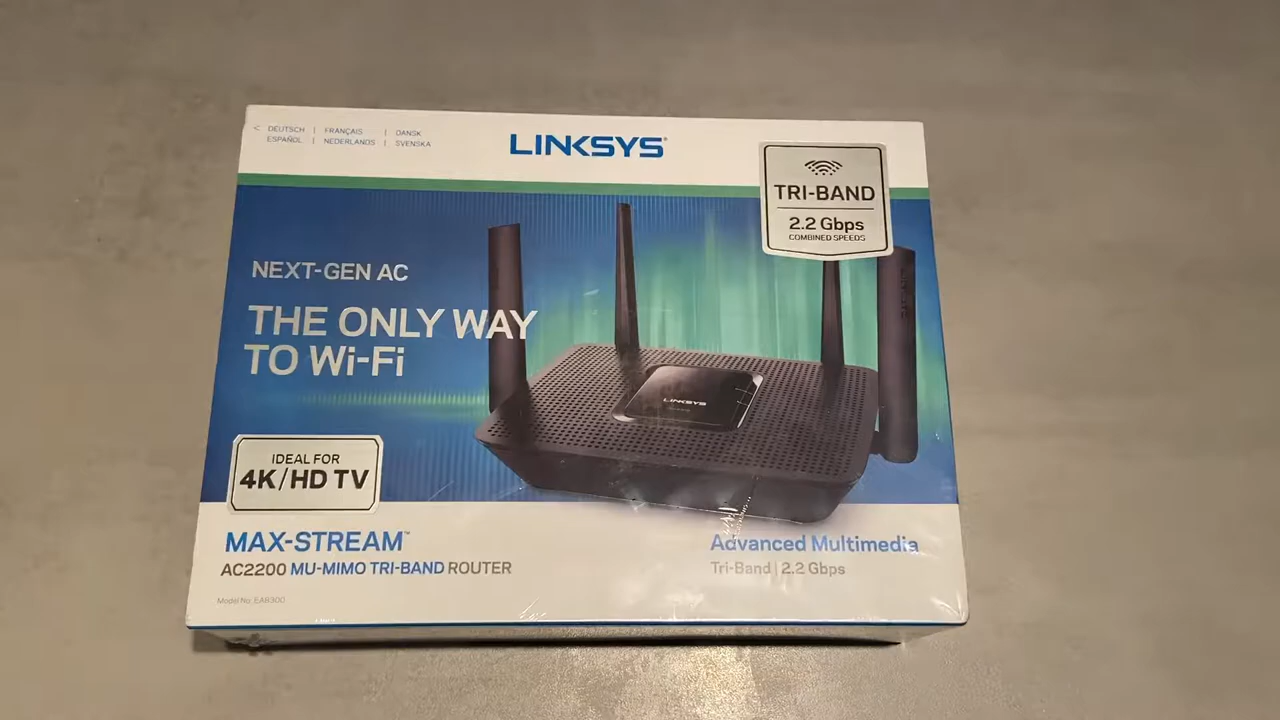 < DEUTSCH | FRANÇAIS | DANSK
ESPAÑOL | NEDERLANDS | SVENSKA
LINKSYS®
TRI-BAND
2.2 Gbps
COMBINED SPEEDS
NEXT-GEN AC
THE ONLY WAY
TO Wi-Fi
LINKSYS
IDEAL FOR
4K/HD TV
MAX-STREAM™
AC2200 MU-MIMO TRI-BAND ROUTER
Model No. EA8300
Advanced Multimedia
Tri-Band | 2.2 Gbps